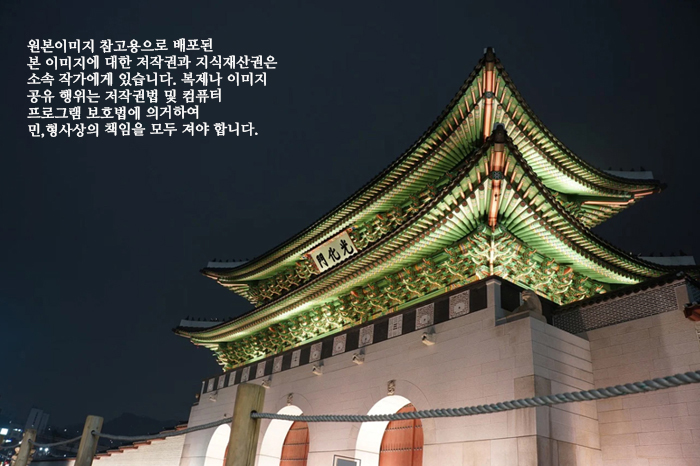 원본이미지 참고용으로 배포된
본 이미지에 대한 저작권과 지식재산권은
소속 작가에게 있습니다. 복제나 이미지
공유 행위는 저작권법 및 컴퓨터
프로그램 보호법에 의거하여
민,형사상의 책임을 모두 져야 합니다.
門化光